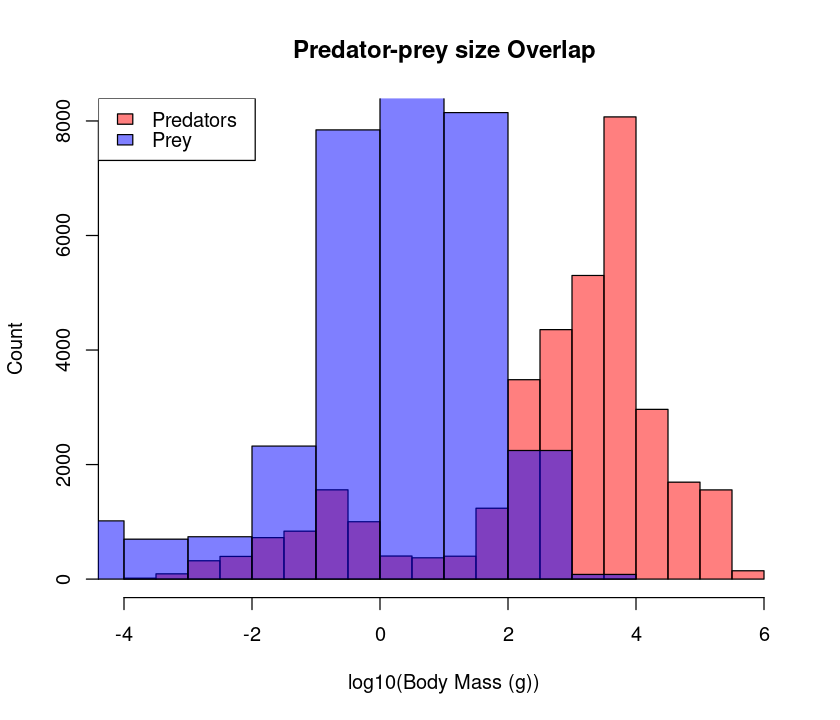 Predator-prey size Overlap
Predators
Prey
8000
6000
4000
2000
0
Count
-4 -2 0 2 4 6
log10(Body Mass (g))